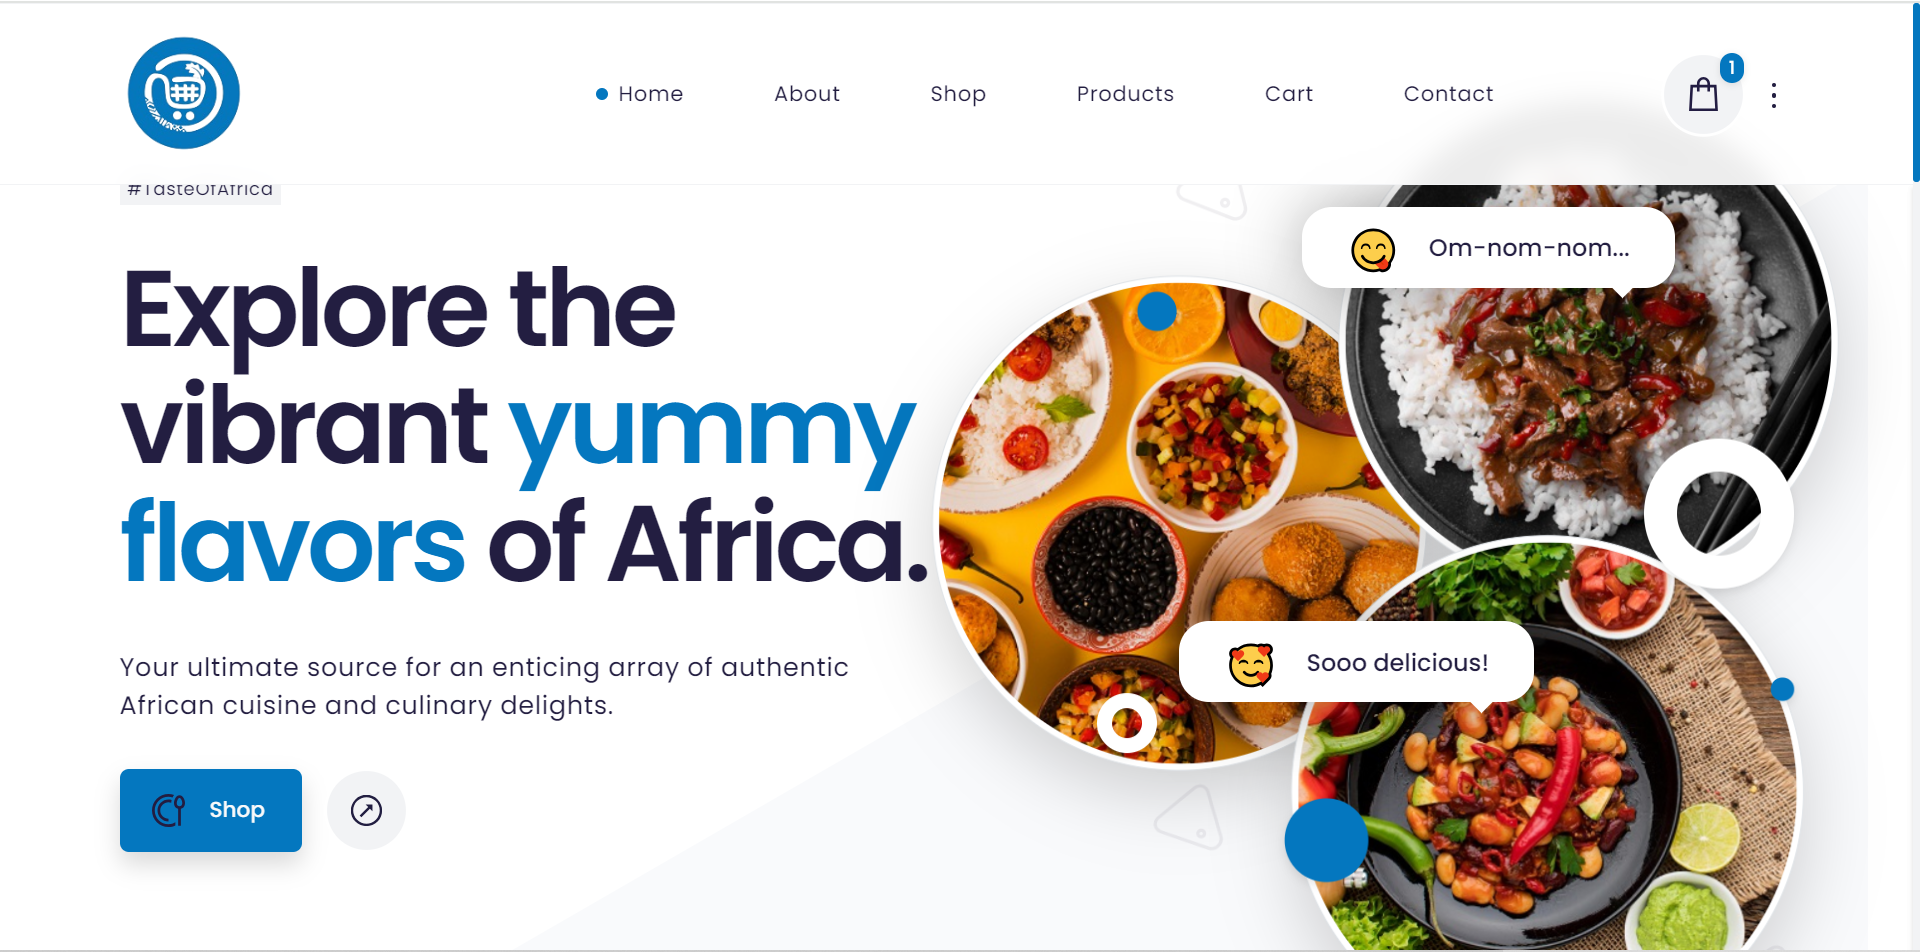 Home
About
Shop
Products
Cart
Contact
1
#TasteOfAfrica
Explore the
vibrant yummy
flavors of Africa.
Your ultimate source for an enticing array of authentic
African cuisine and culinary delights.
Shop
Om-nom-nom...
Sooo delicious!